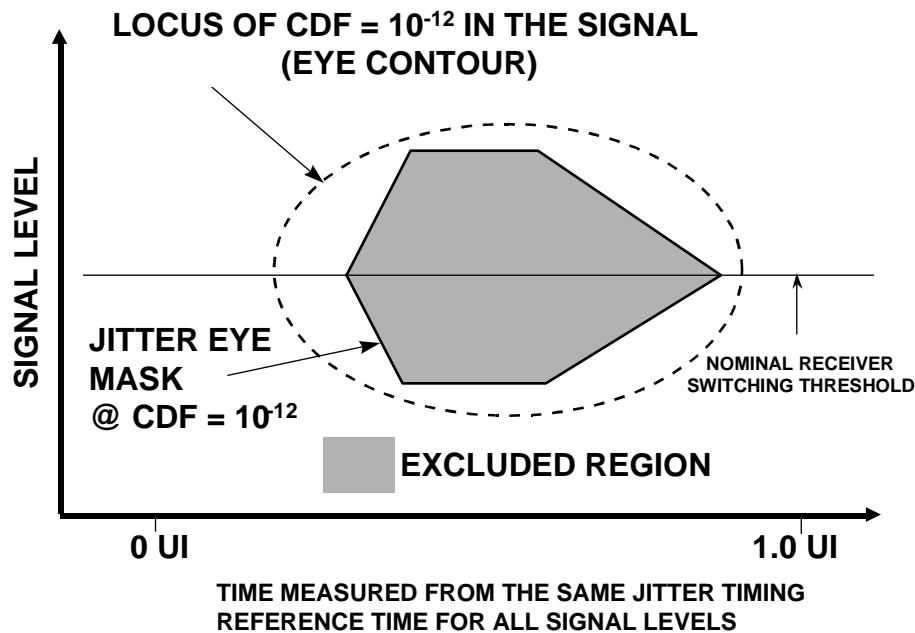 LOCUS OF CDF = 10⁻¹² IN THE SIGNAL
(EYE CONTOUR)
SIGNAL LEVEL
JITTER EYE
MASK
@ CDF = 10⁻¹²
NOMINAL RECEIVER
SWITCHING THRESHOLD
EXCLUDED REGION
0 UI
1.0 UI
TIME MEASURED FROM THE SAME JITTER TIMING
REFERENCE TIME FOR ALL SIGNAL LEVELS